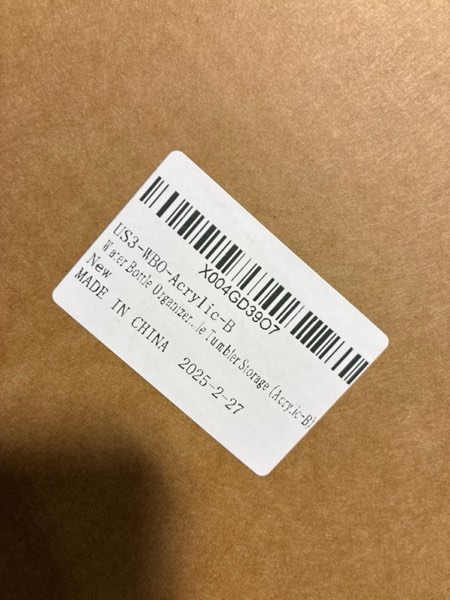 X004GD39O7
US3-WBO-Acrylic-B
Water Bottle Organizer...le Tumbler Storage (Acrylic-B)
New
MADE IN CHINA 2025-2-27